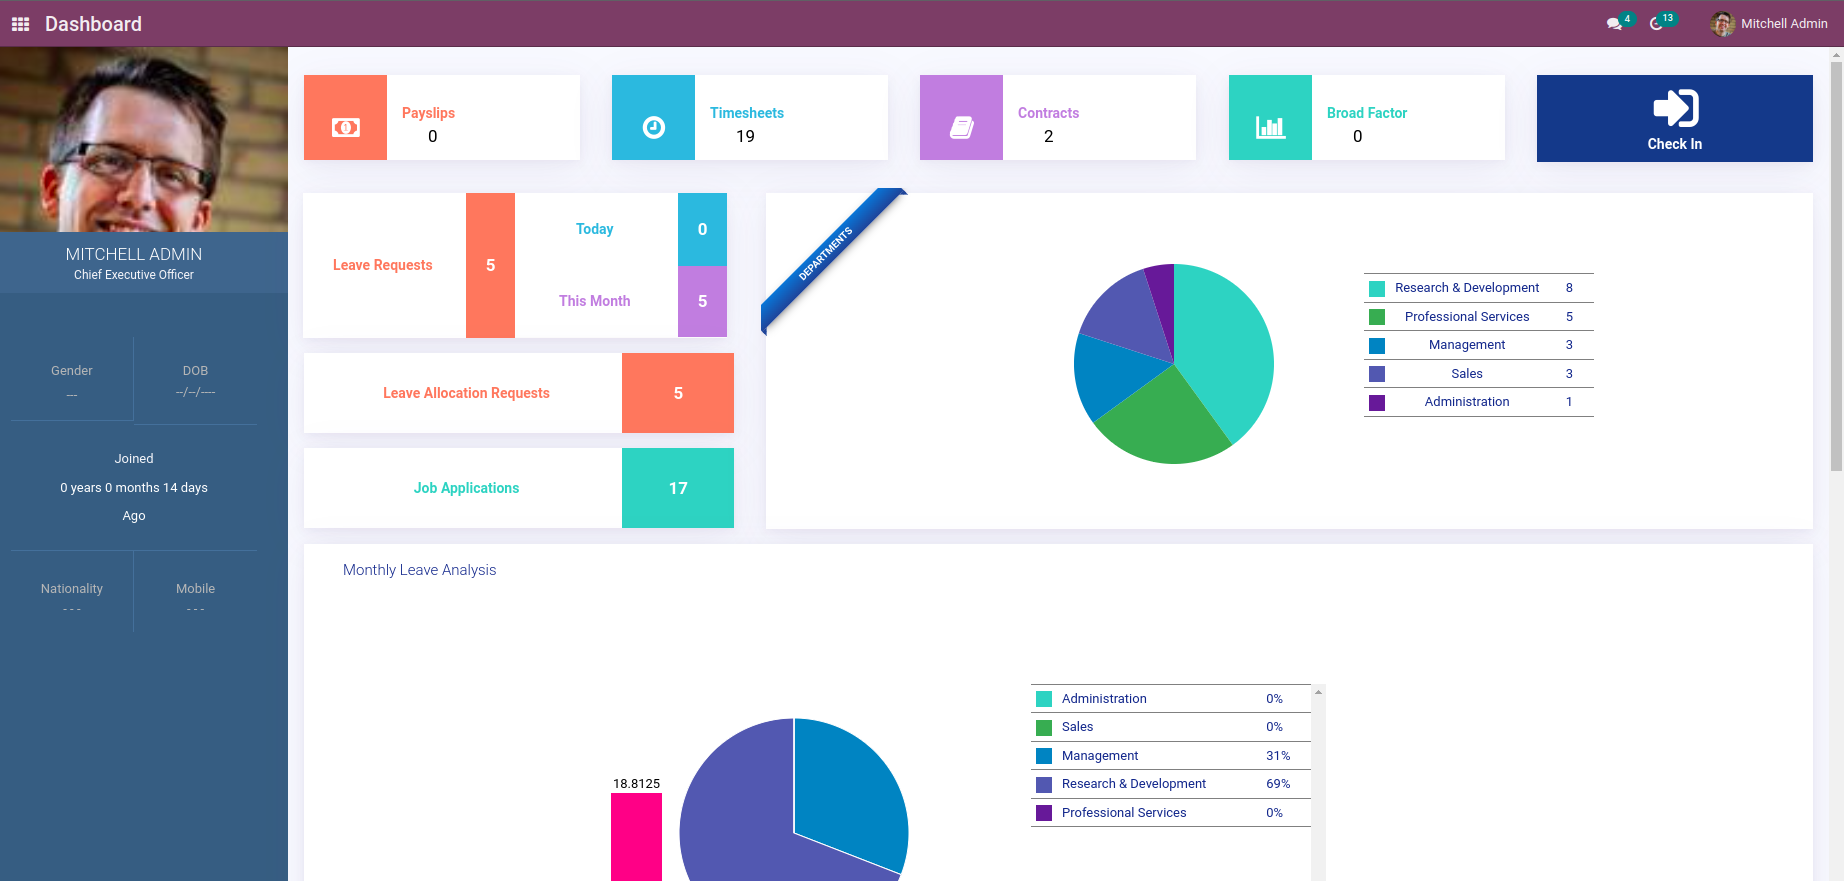 Dashboard
4
13
Mitchell Admin
MITCHELL ADMIN
Chief Executive Officer
Gender
---
DOB
--/--/----
Joined
0 years 0 months 14 days
Ago
Nationality
- - -
Mobile
- - -
Payslips
0
Timesheets
19
Contracts
2
Broad Factor
0
Check In
Leave Requests
5
Today
0
This Month
5
Leave Allocation Requests
5
Job Applications
17
DEPARTMENTS
Research & Development 8
Professional Services 5
Management 3
Sales 3
Administration 1
Monthly Leave Analysis
18.8125
Administration 0%
Sales 0%
Management 31%
Research & Development 69%
Professional Services 0%